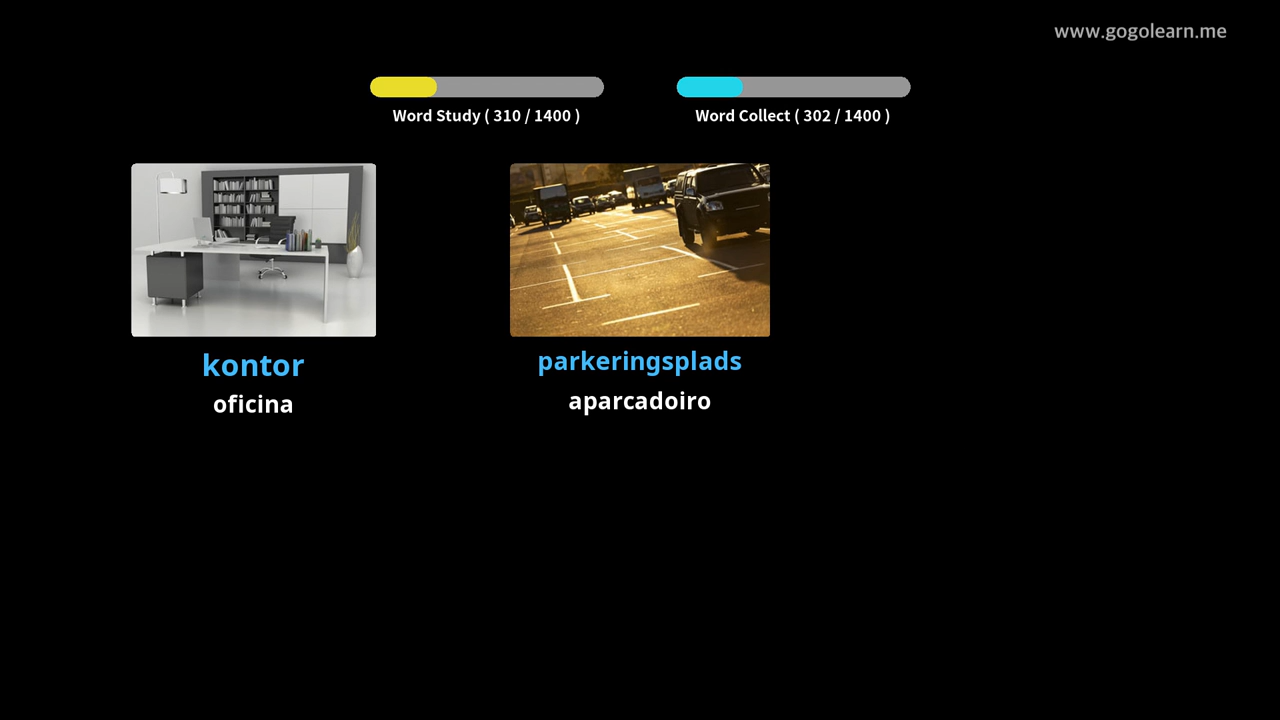 www.gogolearn.me
Word Study ( 310 / 1400 )
Word Collect ( 302 / 1400 )
kontor
oficina
parkeringsplads
aparcadoiro